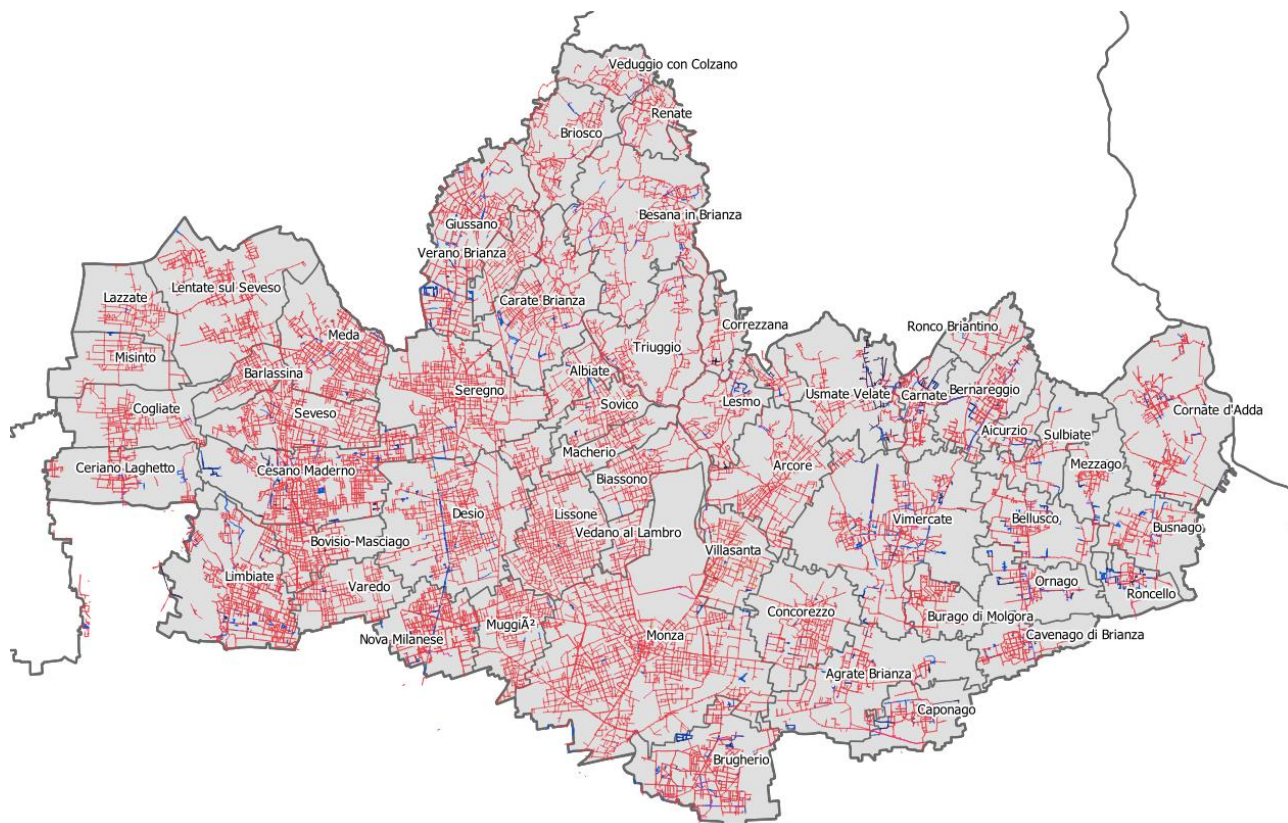 Veduggio con Colzano
Renate
Briosco
Besana in Brianza
Giussano
Verano Brianza
Lentate sul Seveso
Lazzate
Carate Brianza
Correzzana
Ronco Briantino
Meda
Triuggio
Misinto
Barlassina
Albiate
Seregno
Usmate Velate
Carnate
Bernareggio
Lesmo
Sovico
Cogliate
Seveso
Cornate d'Adda
Aicurzio
Sulbiate
Macherio
Mezzago
Ceriano Laghetto
Cesano Maderno
Arcore
Biassono
Desio
Lissone
Vimercate
Bellusco
Busnago
Vedano al Lambro
Bovisio-Masciago
Villasanta
Limbiate
Ornago
Varedo
Roncello
Concorezzo
Burago di Molgora
MuggiÃ²
Nova Milanese
Monza
Cavenago di Brianza
Agrate Brianza
Caponago
Brugherio